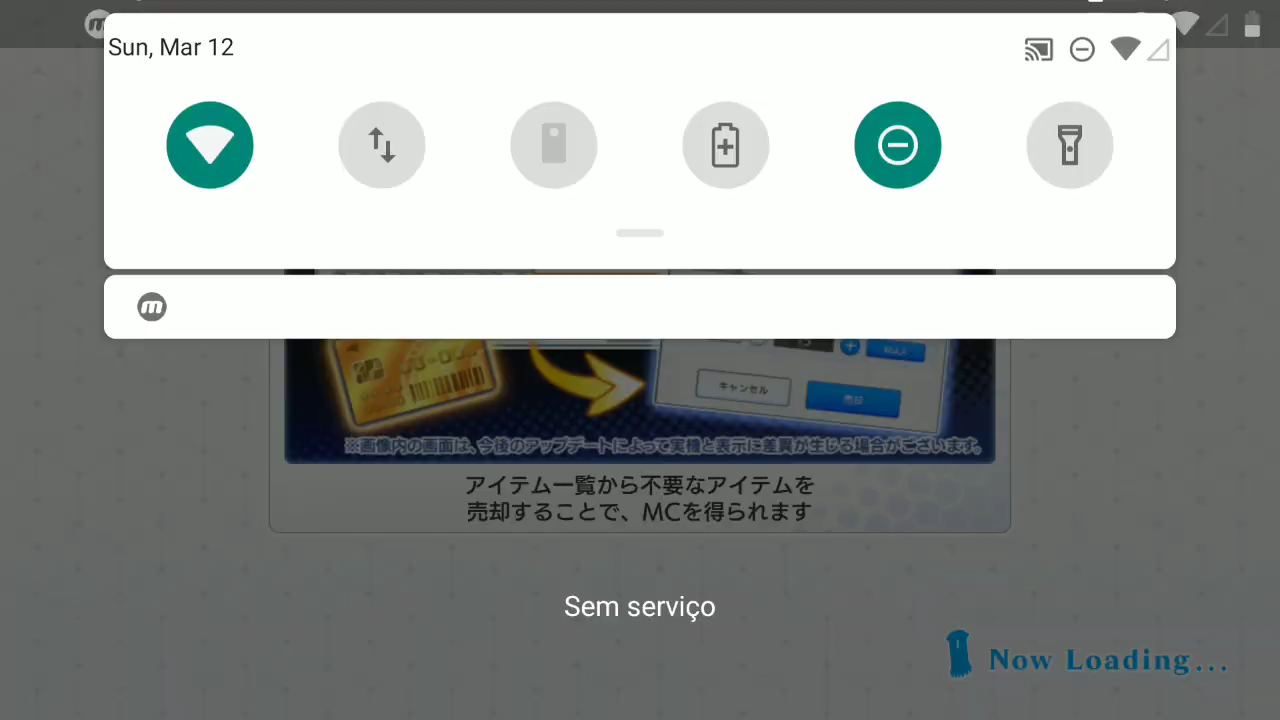 Sun, Mar 12
キャンセル
売却
※画像内の画面は、今後のアップデートによって実機と表示に差異が生じる場合がございます。
アイテム一覧から不要なアイテムを
売却することで、MCを得られます
Sem serviço
Now Loading...